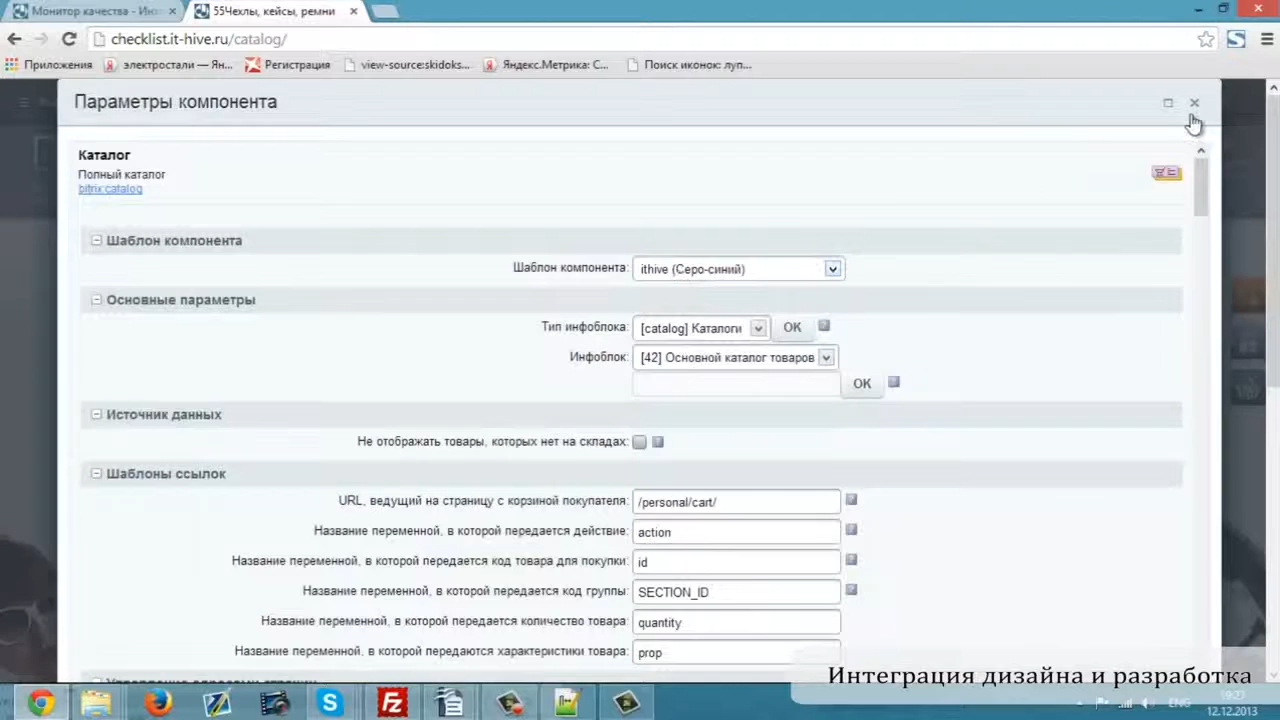 Монитор качества - Инт
55Чехлы, кейсы, ремни
checklist.it-hive.ru/catalog/
Приложения
электростали — Ян...
Регистрация
view-source:skidoks...
Яндекс.Метрика: С...
Поиск иконок: луп...
Параметры компонента
Каталог
Полный каталог
bitrix:catalog
Шаблон компонента
Шаблон компонента: ithive (Серо-синий)
Основные параметры
Тип инфоблока: [catalog] Каталоги OK
Инфоблок: [42] Основной каталог товаров
OK
Источник данных
Не отображать товары, которых нет на складах:
Шаблоны ссылок
URL, ведущий на страницу с корзиной покупателя: /personal/cart/
Название переменной, в которой передается действие: action
Название переменной, в которой передается код товара для покупки: id
Название переменной, в которой передается код группы: SECTION_ID
Название переменной, в которой передается количество товара: quantity
Название переменной, в которой передаются характеристики товара: prop
Интеграция дизайна и разработка
ENG
19:27
12.12.2013